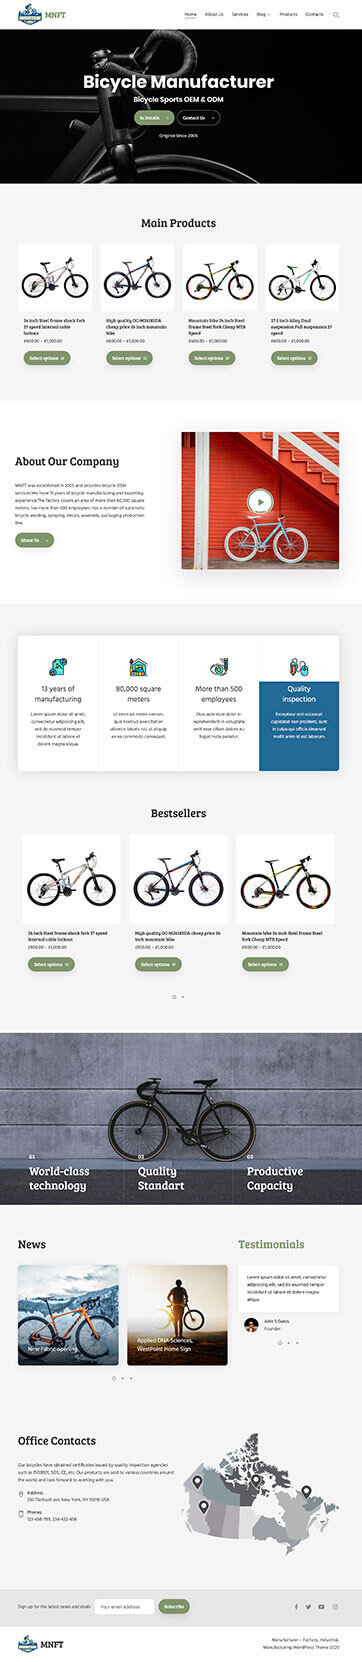 MNFT
Home About Us Services Blog Products Contacts
Bicycle Manufacturer
Bicycle Sports OEM & ODM
In Details Contact Us
Original Since 2005
Main Products
24 inch Steel frame shock fork
27 speed internal cable
lockout
£600.00 – £1,000.00
Select options
High quality OC-M2418ZDA
cheap price 24 inch mountain
bike
£600.00 – £1,000.00
Select options
Mountain bike 24 inch Steel
frame Steel fork Cheap MTB
Speed
£600.00 – £1,000.00
Select options
27.5 inch Alloy Dual
suspension Full suspension 27
speed
£600.00 – £1,000.00
Select options
About Our Company
MNFT was established in 2005 and provides bicycle ODM
services.We have 13 years of bicycle manufacturing and exporting
experience.The factory covers an area of more than 80,000 square
meters, has more than 500 employees. Has a number of automatic
bicycle welding, spraying, decals, assembly, packaging production
line.
About Us
13 years of
manufacturing
Lorem ipsum dolor sit amet,
consectetur adipiscing elit,
sed do eiusmod tempor
incididunt ut labore et
dolore magna aliqua.
80,000 square
meters
Ut enim ad minim veniam,
quis nostrud exercitation
ullamco laboris nisi ut aliquip
ex ea commodo consequat.
More than 500
employees
Duis aute irure dolor in
reprehenderit in voluptate
velit esse cillum dolore eu
fugiat nulla pariatur.
Quality
inspection
Excepteur sint occaecat
cupidatat non proident, sunt
in culpa qui officia deserunt
mollit anim id est laborum.
Bestsellers
24 inch Steel frame shock fork 27 speed
internal cable lockout
£600.00 – £1,000.00
Select options
High quality OC-M2418ZDA cheap price 24
inch mountain bike
£600.00 – £1,000.00
Select options
Mountain bike 24 inch Steel frame Steel
fork Cheap MTB Speed
£600.00 – £1,000.00
Select options
01
World-class
technology
02
Quality
Standart
03
Productive
Capacity
News
New Fabric opening
Applied DNA Sciences,
WestPoint Home Sign
Testimonials
Lorem ipsum dolor sit amet, consectetur
adipiscing elit, sed do eiusmod tempor
incididunt ut labore et dolore magna
aliqua.
John S.Gates
Founder
Office Contacts
Our bicycles have obtained certificates issued by quality inspection agencies
such as ISO9001, SGS, CE, etc. Our products are sold to various countries around
the world and look forward to working with you.
Address
250 Flatbush ave New York, NY 10018 USA
Phones
123-456-789, 234-432-456
Sign up for the latest news and deals
Your email address
Subscribe
MNFT
Manufacturer - Factory, Industrial,
Manufacturing WordPress Theme 2020